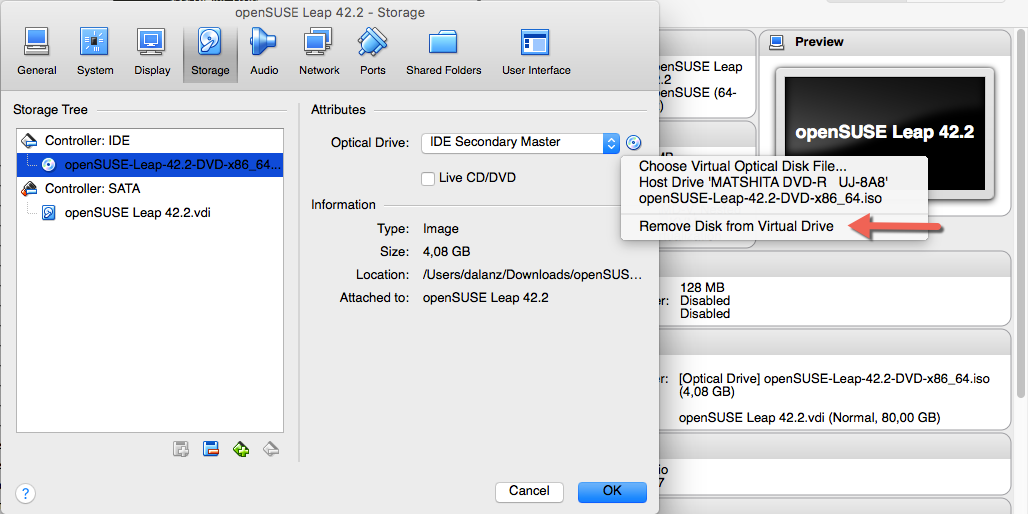 openSUSE Leap 42.2 - Storage
General
System
Display
Storage
Audio
Network
Ports
Shared Folders
User Interface
Storage Tree
Controller: IDE
openSUSE-Leap-42.2-DVD-x86_64...
Controller: SATA
openSUSE Leap 42.2.vdi
Attributes
Optical Drive:
IDE Secondary Master
Live CD/DVD
Information
Type: Image
Size: 4,08 GB
Location: /Users/dalanz/Downloads/openSUS...
Attached to: openSUSE Leap 42.2
?
Cancel
OK
Choose Virtual Optical Disk File...
Host Drive 'MATSHITA DVD-R UJ-8A8'
openSUSE-Leap-42.2-DVD-x86_64.iso
Remove Disk from Virtual Drive
Preview
openSUSE Leap 42.2
enSUSE Leap
.2
enSUSE (64-
128 MB
er: Disabled
Disabled
er: [Optical Drive] openSUSE-Leap-42.2-DVD-x86_64.iso
(4,08 GB)
openSUSE Leap 42.2.vdi (Normal, 80,00 GB)
io
7